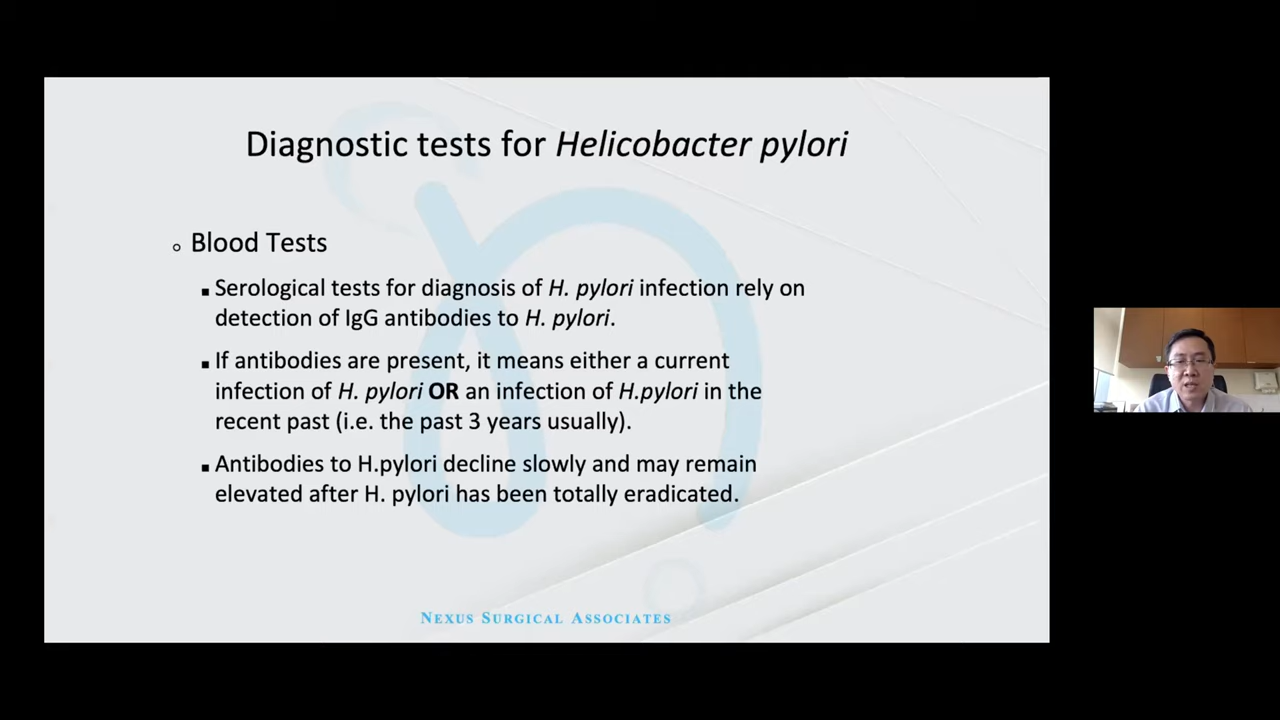 Diagnostic tests for Helicobacter pylori
Blood Tests
Serological tests for diagnosis of H. pylori infection rely on
detection of IgG antibodies to H. pylori.
If antibodies are present, it means either a current
infection of H. pylori OR an infection of H.pylori in the
recent past (i.e. the past 3 years usually).
Antibodies to H.pylori decline slowly and may remain
elevated after H. pylori has been totally eradicated.
NEXUS SURGICAL ASSOCIATES